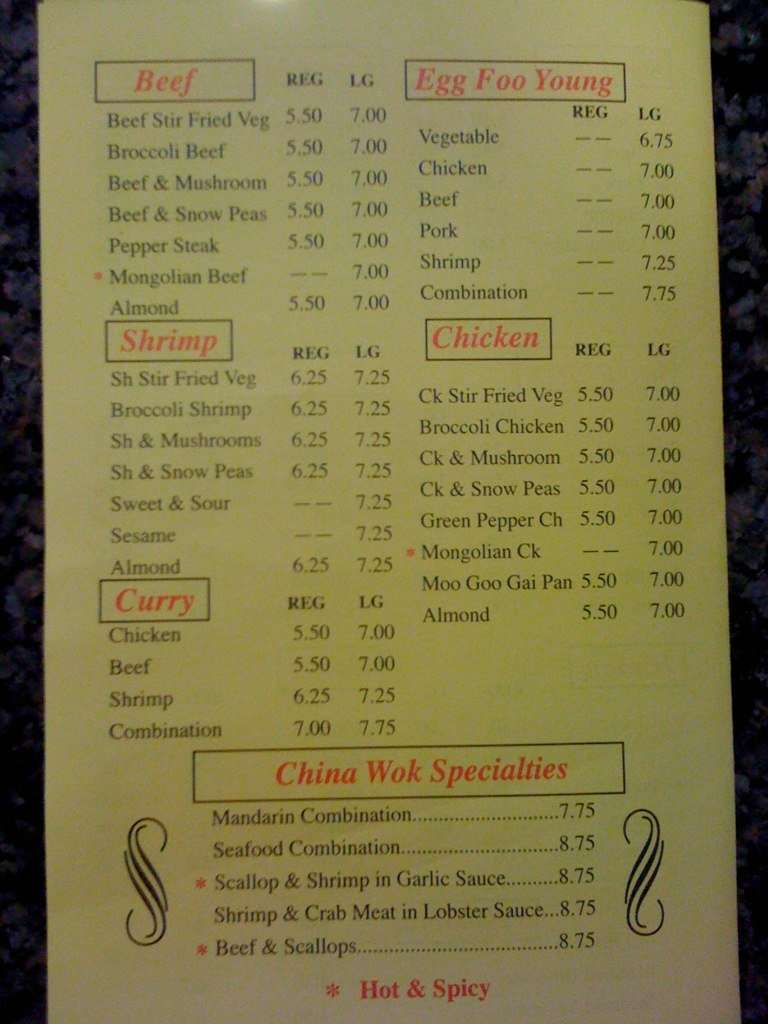 Beef REG LG
Beef Stir Fried Veg 5.50 7.00
Broccoli Beef 5.50 7.00
Beef & Mushroom 5.50 7.00
Beef & Snow Peas 5.50 7.00
Pepper Steak 5.50 7.00
* Mongolian Beef —— 7.00
Almond 5.50 7.00
Shrimp REG LG
Sh Stir Fried Veg 6.25 7.25
Broccoli Shrimp 6.25 7.25
Sh & Mushrooms 6.25 7.25
Sh & Snow Peas 6.25 7.25
Sweet & Sour —— 7.25
Sesame —— 7.25
Almond 6.25 7.25
Curry REG LG
Chicken 5.50 7.00
Beef 5.50 7.00
Shrimp 6.25 7.25
Combination 7.00 7.75
Egg Foo Young
REG LG
Vegetable —— 6.75
Chicken —— 7.00
Beef —— 7.00
Pork —— 7.00
Shrimp —— 7.25
Combination —— 7.75
Chicken REG LG
Ck Stir Fried Veg 5.50 7.00
Broccoli Chicken 5.50 7.00
Ck & Mushroom 5.50 7.00
Ck & Snow Peas 5.50 7.00
Green Pepper Ch 5.50 7.00
* Mongolian Ck —— 7.00
Moo Goo Gai Pan 5.50 7.00
Almond 5.50 7.00
China Wok Specialties
Mandarin Combination...........................7.75
Seafood Combination.............................8.75
* Scallop & Shrimp in Garlic Sauce..........8.75
Shrimp & Crab Meat in Lobster Sauce...8.75
* Beef & Scallops.....................................8.75
* Hot & Spicy